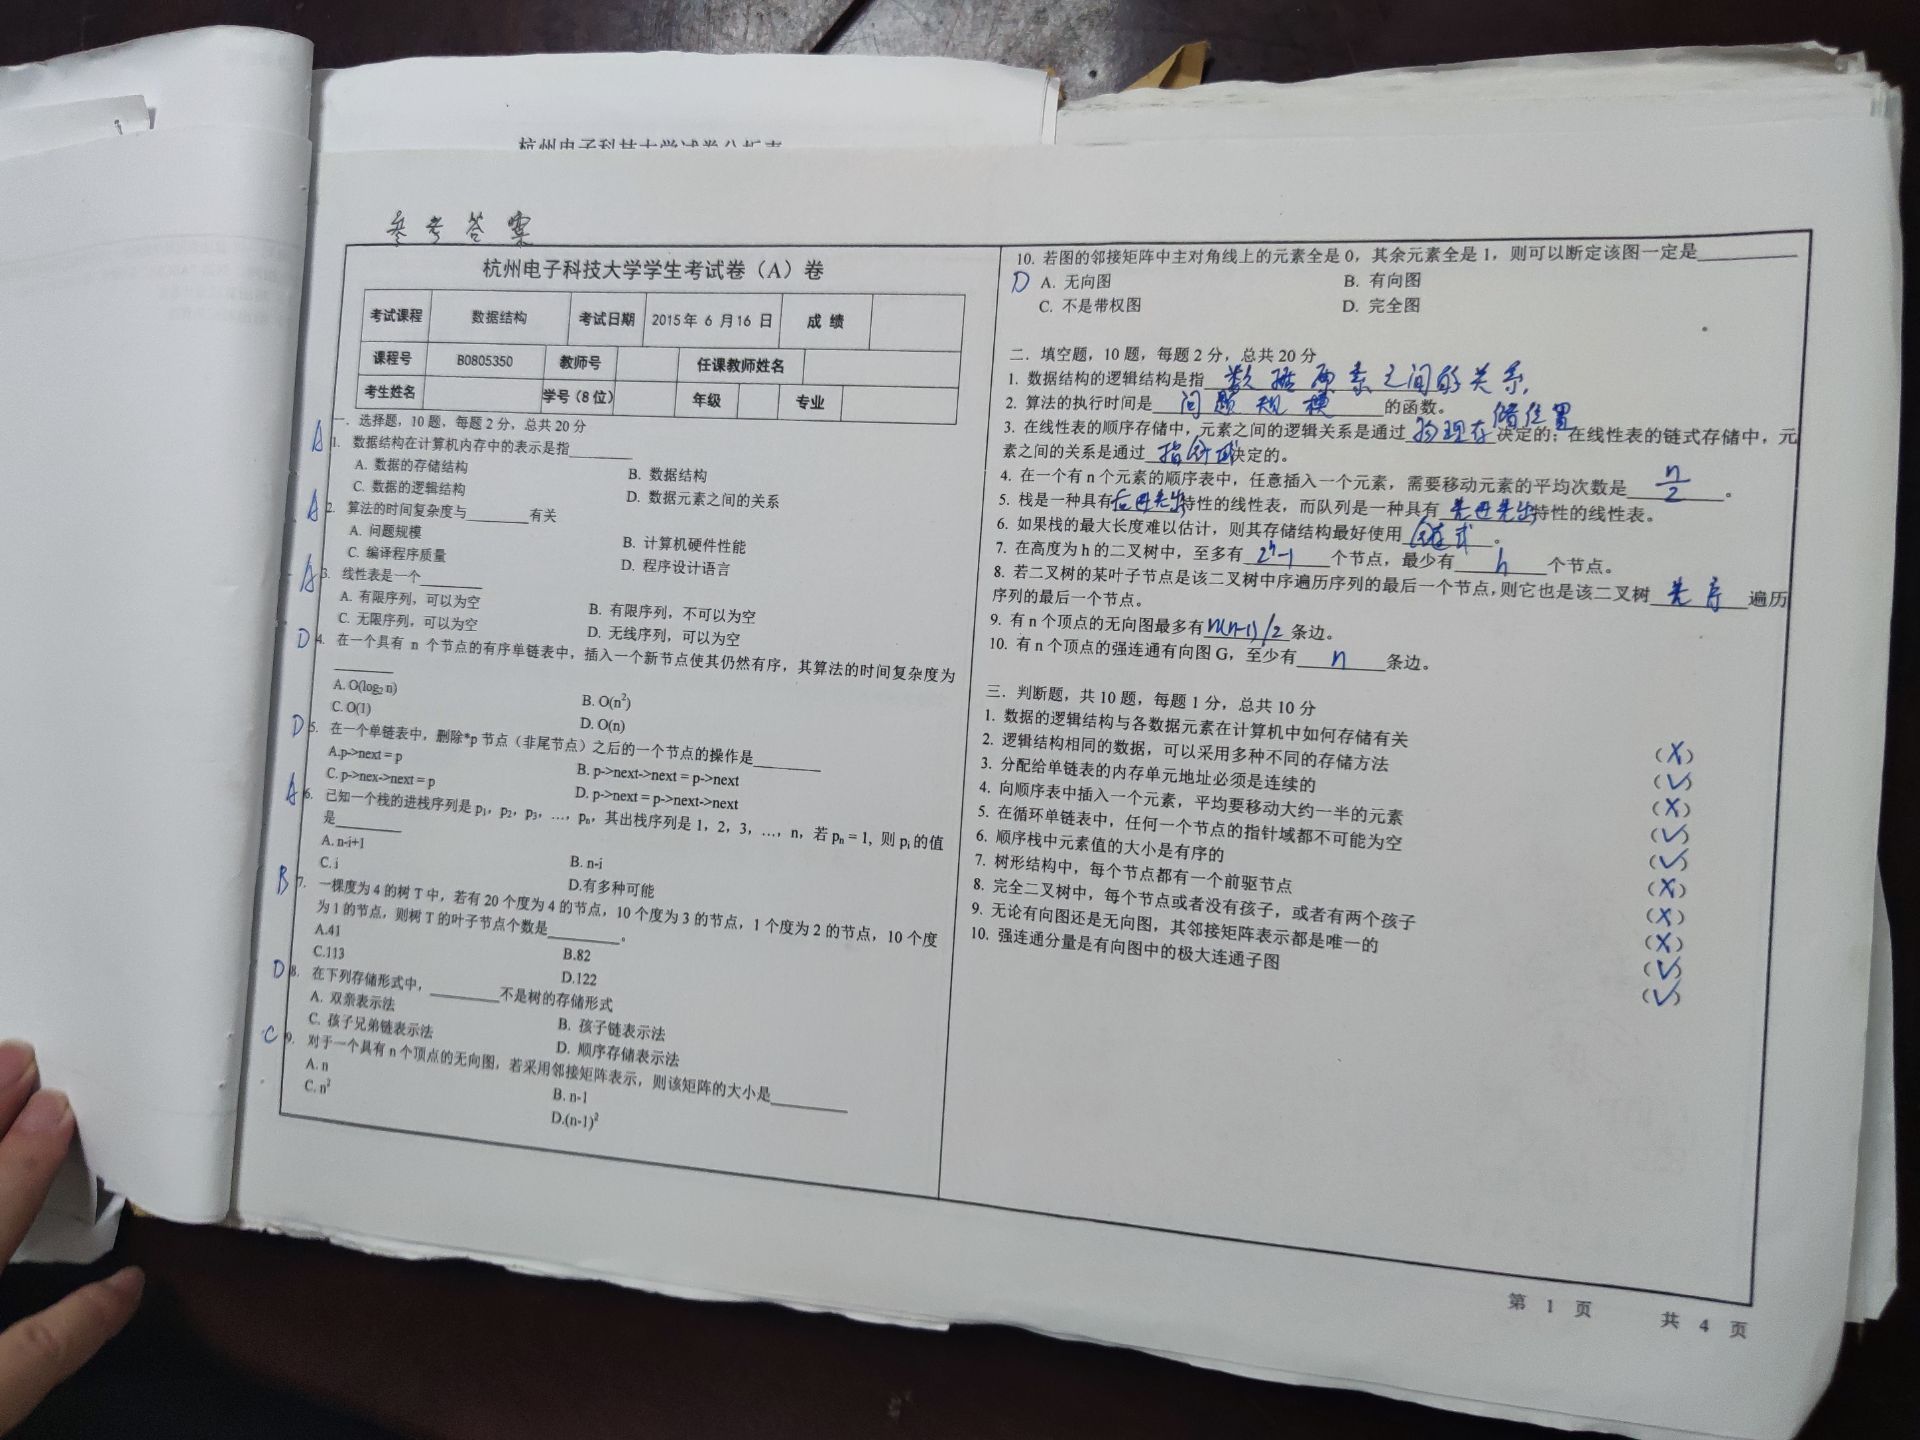 杭州电子科技大学试卷分析表
参考答案
杭州电子科技大学学生考试卷（A）卷
考试课程 数据结构 考试日期 2015年 6 月16 日 成 绩
课程号 B0805350 教师号 任课教师姓名
考生姓名 学号（8位） 年级 专业
一．选择题，10 题，每题 2 分，总共 20 分
A 1. 数据结构在计算机内存中的表示是指________
A. 数据的存储结构 B. 数据结构
C. 数据的逻辑结构 D. 数据元素之间的关系
A 2. 算法的时间复杂度与________有关
A. 问题规模 B. 计算机硬件性能
C. 编译程序质量 D. 程序设计语言
A 3. 线性表是一个________
A. 有限序列，可以为空 B. 有限序列，不可以为空
C. 无限序列，可以为空 D. 无线序列，可以为空
D 4. 在一个具有 n 个节点的有序单链表中，插入一个新节点使其仍然有序，其算法的时间复杂度为
________
A. O(log₂ n) B. O(n²)
C. O(1) D. O(n)
D 5. 在一个单链表中，删除*p 节点（非尾节点）之后的一个节点的操作是________
A.p->next = p B. p->next->next = p->next
C. p->nex->next = p D. p->next = p->next->next
A 6. 已知一个栈的进栈序列是 p₁，p₂，p₃，…，pₙ，其出栈序列是 1，2，3，…，n，若 pₙ = 1, 则 pᵢ 的值
是________
A. n-i+1 B. n-i
C. i D.有多种可能
B 7. 一棵度为 4 的树 T 中，若有 20 个度为 4 的节点，10 个度为 3 的节点，1 个度为 2 的节点，10 个度
为 1 的节点，则树 T 的叶子节点个数是________。
A.41 B.82
C.113 D.122
D 8. 在下列存储形式中，________不是树的存储形式
A. 双亲表示法 B. 孩子链表示法
C. 孩子兄弟链表示法 D. 顺序存储表示法
C 9. 对于一个具有 n 个顶点的无向图，若采用邻接矩阵表示，则该矩阵的大小是________
A. n B. n-1
C. n² D.(n-1)²
10. 若图的邻接矩阵中主对角线上的元素全是 0，其余元素全是 1，则可以断定该图一定是________
D A. 无向图 B. 有向图
C. 不是带权图 D. 完全图
二．填空题，10 题，每题 2 分，总共 20 分
1. 数据结构的逻辑结构是指 数据元素之间的关系.
2. 算法的执行时间是 问题规模 的函数。
3. 在线性表的顺序存储中，元素之间的逻辑关系是通过 物理存储位置 决定的；在线性表的链式存储中，元
素之间的关系是通过 指针域 决定的。
4. 在一个有 n 个元素的顺序表中，任意插入一个元素，需要移动元素的平均次数是 n/2 。
5. 栈是一种具有 后进先出 特性的线性表，而队列是一种具有 先进先出 特性的线性表。
6. 如果栈的最大长度难以估计，则其存储结构最好使用 链式 。
7. 在高度为 h 的二叉树中，至多有 2ʰ-1 个节点，最少有 h 个节点。
8. 若二叉树的某叶子节点是该二叉树中序遍历序列的最后一个节点，则它也是该二叉树 先序 遍历
序列的最后一个节点。
9. 有 n 个顶点的无向图最多有 n(n-1)/2 条边。
10. 有 n 个顶点的强连通有向图 G，至少有 n 条边。
三．判断题，共 10 题，每题 1 分，总共 10 分
1. 数据的逻辑结构与各数据元素在计算机中如何存储有关 (X)
2. 逻辑结构相同的数据，可以采用多种不同的存储方法 (✓)
3. 分配给单链表的内存单元地址必须是连续的 (X)
4. 向顺序表中插入一个元素，平均要移动大约一半的元素 (✓)
5. 在循环单链表中，任何一个节点的指针域都不可能为空 (✓)
6. 顺序栈中元素值的大小是有序的 (X)
7. 树形结构中，每个节点都有一个前驱节点 (X)
8. 完全二叉树中，每个节点或者没有孩子，或者有两个孩子 (X)
9. 无论有向图还是无向图，其邻接矩阵表示都是唯一的 (✓)
10. 强连通分量是有向图中的极大连通子图 (✓)
第 1 页 共 4 页